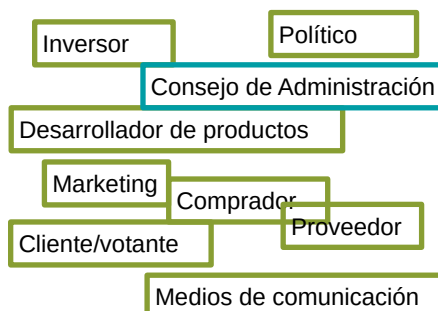 Inversor
Político
Consejo de Administración
Desarrollador de productos
Marketing
Comprador
Proveedor
Cliente/votante
Medios de comunicación